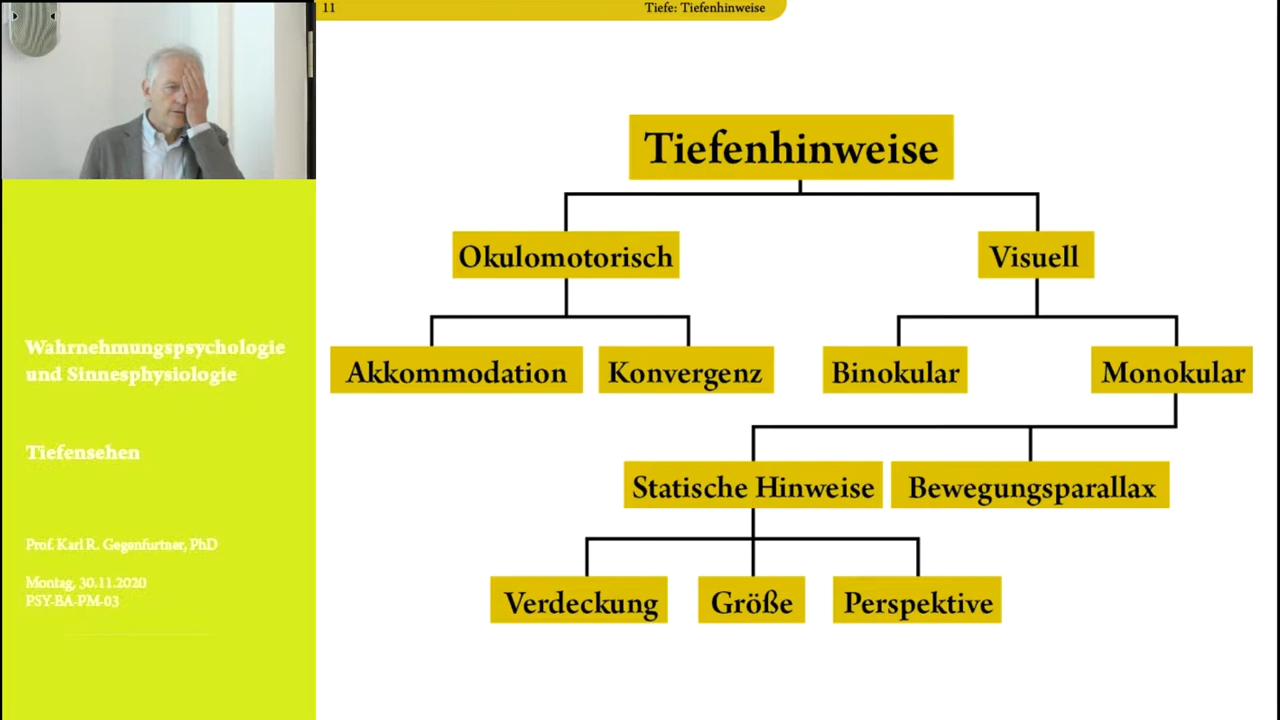 11
Tiefe: Tiefenhinweise
Tiefenhinweise
Okulomotorisch
Visuell
Akkommodation
Konvergenz
Binokular
Monokular
Statische Hinweise
Bewegungsparallax
Verdeckung
Größe
Perspektive
Wahrnehmungspsychologie
und Sinnesphysiologie
Tiefensehen
Prof. Karl R. Gegenfurtner, PhD
Montag, 30.11.2020
PSY-BA-PM-03